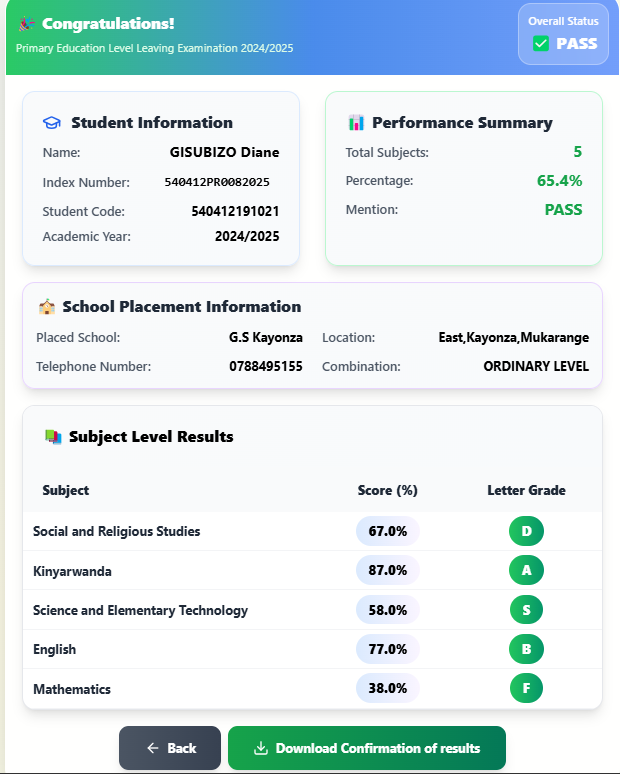 Congratulations!
Primary Education Level Leaving Examination 2024/2025
Overall Status
PASS
Student Information
Name: GISUBIZO Diane
Index Number: 540412PR0082025
Student Code: 540412191021
Academic Year: 2024/2025
Performance Summary
Total Subjects: 5
Percentage: 65.4%
Mention: PASS
School Placement Information
Placed School: G.S Kayonza Location: East,Kayonza,Mukarange
Telephone Number: 0788495155 Combination: ORDINARY LEVEL
Subject Level Results
Subject Score (%) Letter Grade
Social and Religious Studies 67.0% D
Kinyarwanda 87.0% A
Science and Elementary Technology 58.0% S
English 77.0% B
Mathematics 38.0% F
Back Download Confirmation of results